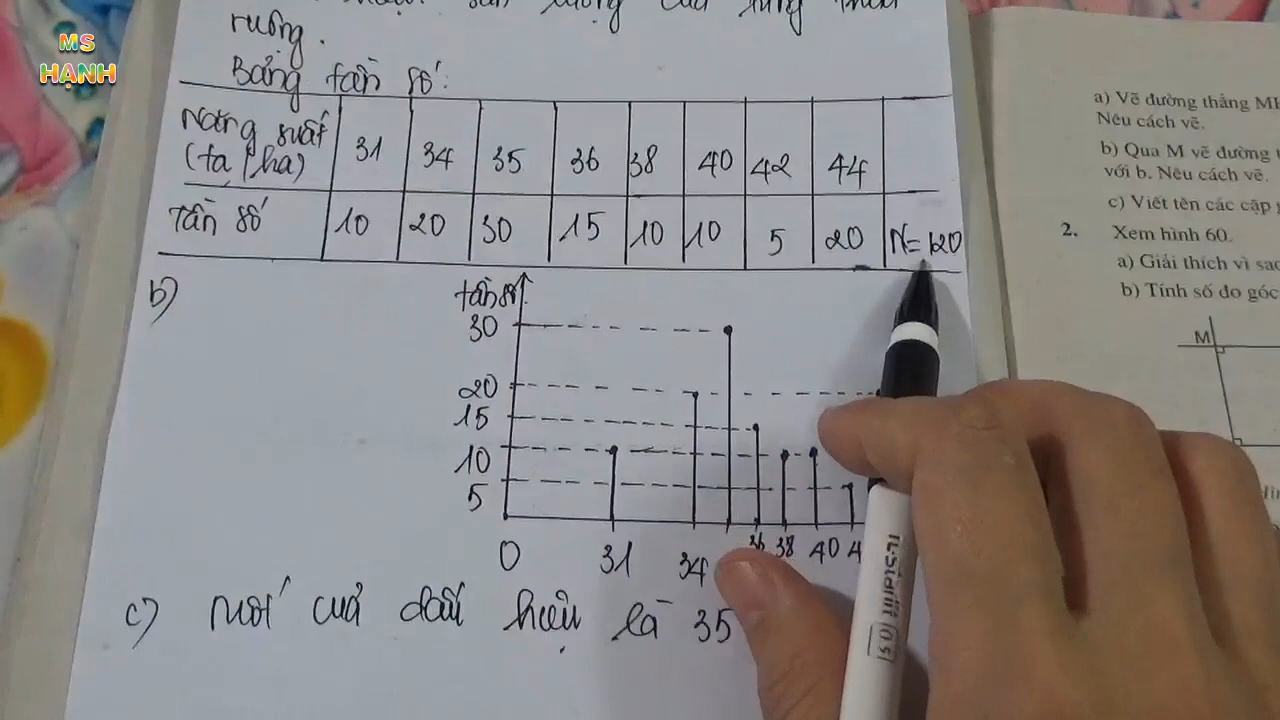 MS
HẠNH
ruộng.
Bảng tần số:
Năng suất
(tạ/ha)
31 34 35 36 38 40 42 44
Tần số 10 20 30 15 10 10 5 20 N=120
b)
tần số
30
20
15
10
5
0 31 34 36 38 40 4
c) mốt của dấu hiệu là 35
a) Vẽ đường thẳng
Nêu cách vẽ.
b) Qua M vẽ đường
với b. Nêu cách vẽ.
c) Viết tên các cặp
2. Xem hình 60.
a) Giải thích vì
b) Tính số đo góc
M